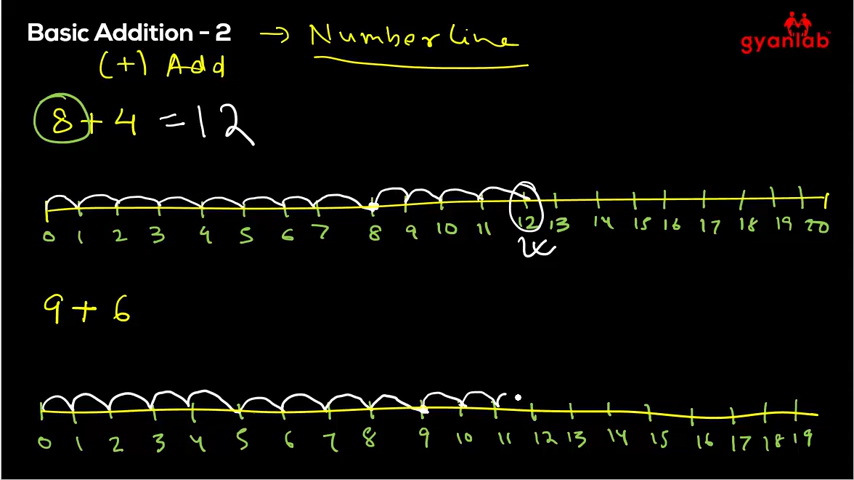 Basic Addition - 2 → Number Line
gyanlab
(+) Add
8 + 4 = 12
0 1 2 3 4 5 6 7 8 9 10 11 12 13 14 15 16 17 18 19 20
9 + 6
0 1 2 3 4 5 6 7 8 9 10 11 12 13 14 15 16 17 18 19